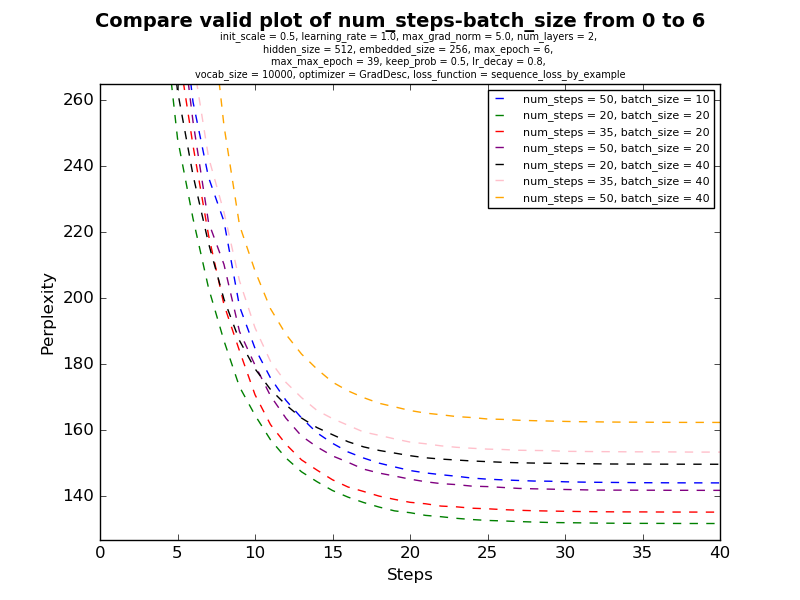 Compare valid plot of num_steps-batch_size from 0 to 6
init_scale = 0.5, learning_rate = 1.0, max_grad_norm = 5.0, num_layers = 2,
hidden_size = 512, embedded_size = 256, max_epoch = 6,
max_max_epoch = 39, keep_prob = 0.5, lr_decay = 0.8,
vocab_size = 10000, optimizer = GradDesc, loss_function = sequence_loss_by_example
num_steps = 50, batch_size = 10
num_steps = 20, batch_size = 20
num_steps = 35, batch_size = 20
num_steps = 50, batch_size = 20
num_steps = 20, batch_size = 40
num_steps = 35, batch_size = 40
num_steps = 50, batch_size = 40
Perplexity
260
240
220
200
180
160
140
0 5 10 15 20 25 30 35 40
Steps